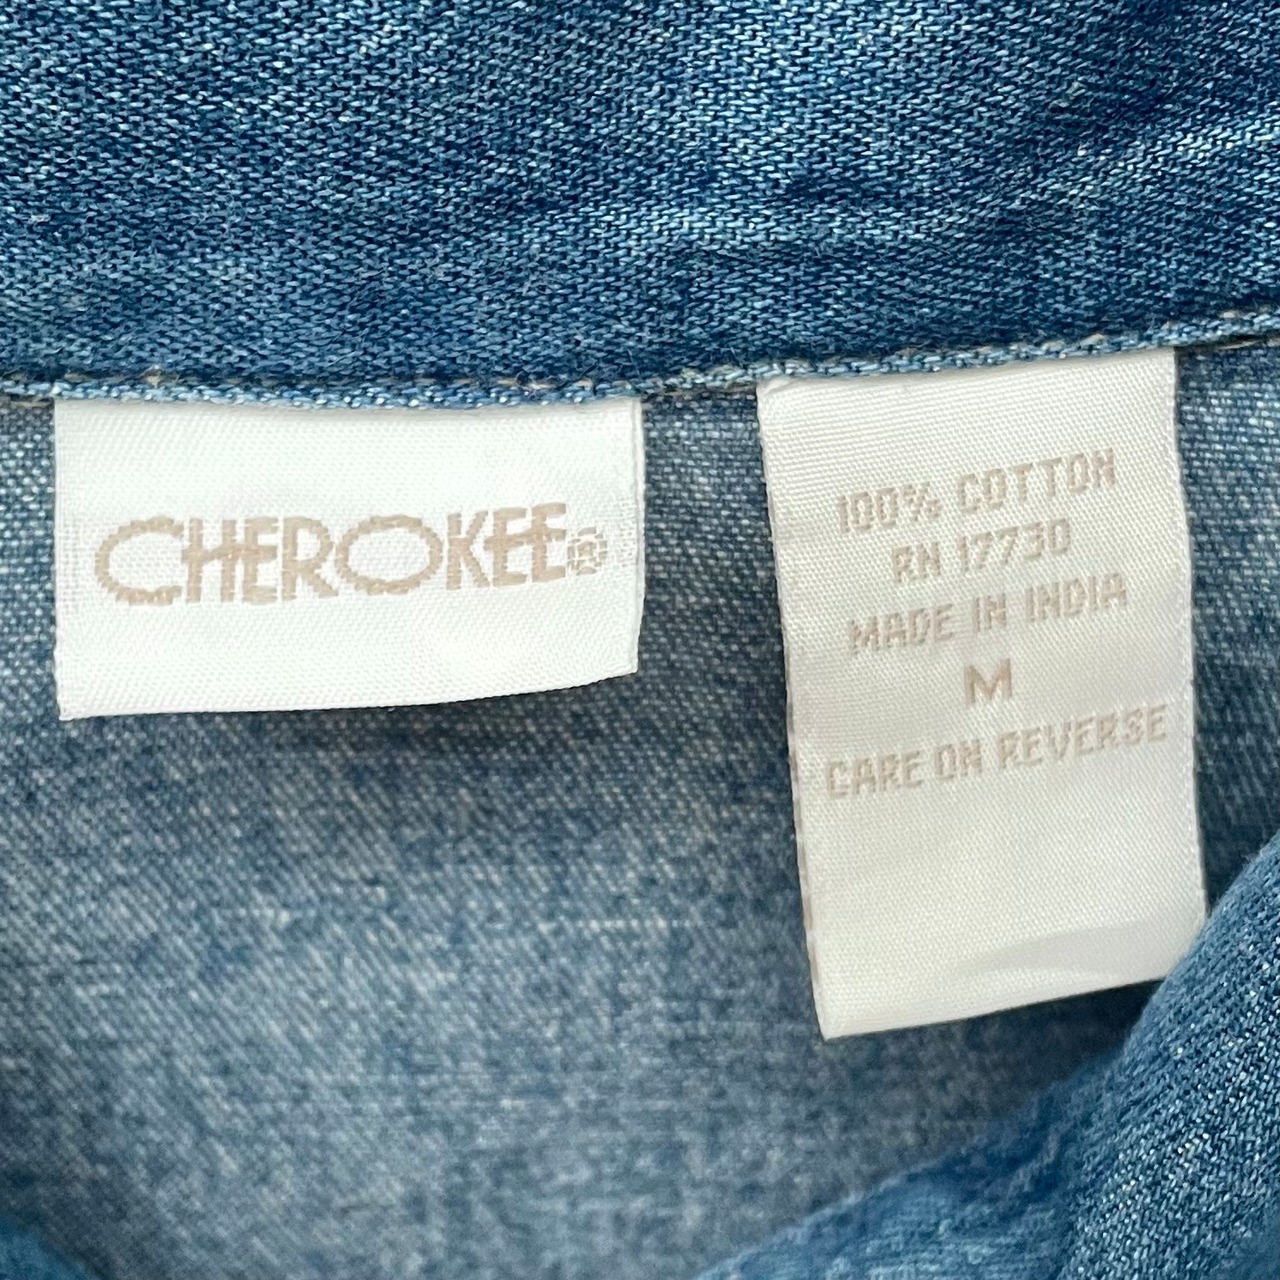 CHEROKEE®
100% COTTON
RN 17730
MADE IN INDIA
M
CARE ON REVERSE